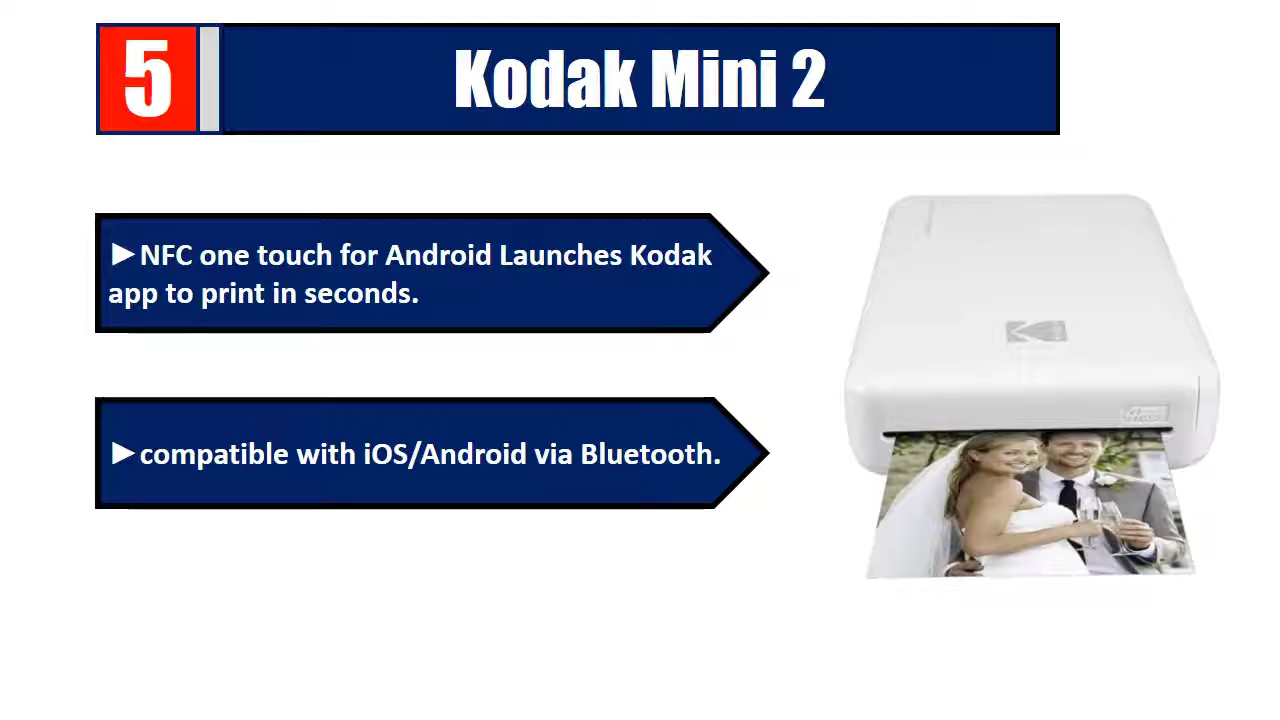 5
Kodak Mini 2
►NFC one touch for Android Launches Kodak
app to print in seconds.
►compatible with iOS/Android via Bluetooth.